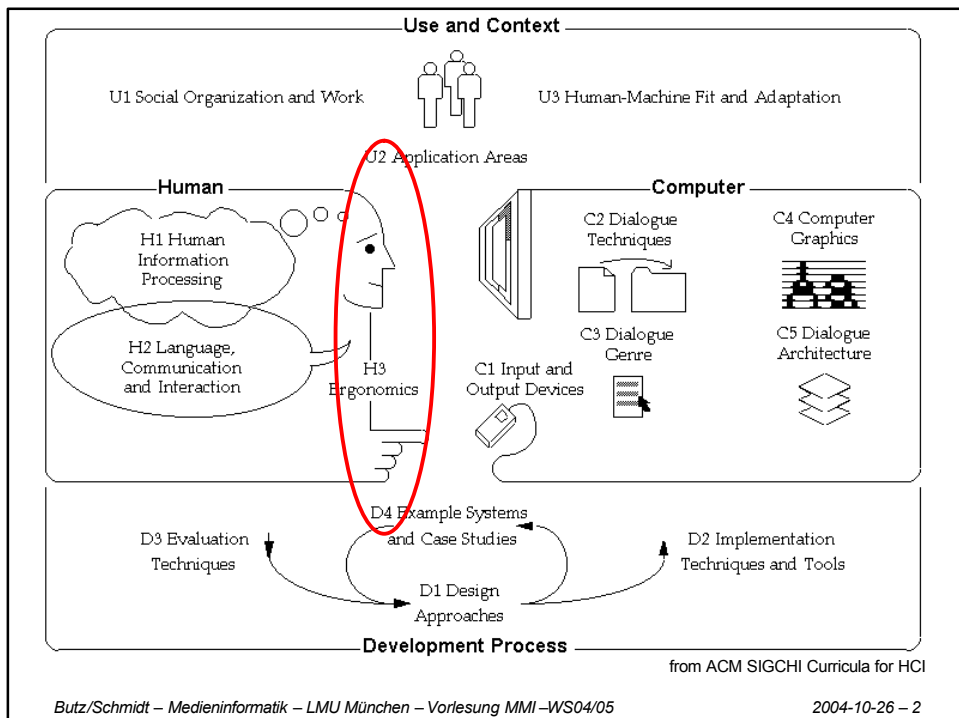 Use and Context
U1 Social Organization and Work
U3 Human-Machine Fit and Adaptation
U2 Application Areas
Human
Computer
H1 Human
Information
Processing
H2 Language,
Communication
and Interaction
H3
Ergonomics
C1 Input and
Output Devices
C2 Dialogue
Techniques
C3 Dialogue
Genre
C4 Computer
Graphics
C5 Dialogue
Architecture
D3 Evaluation
Techniques
D4 Example Systems
and Case Studies
D1 Design
Approaches
D2 Implementation
Techniques and Tools
Development Process
from ACM SIGCHI Curricula for HCI
Butz/Schmidt – Medieninformatik – LMU München – Vorlesung MMI –WS04/05
2004-10-26 – 2